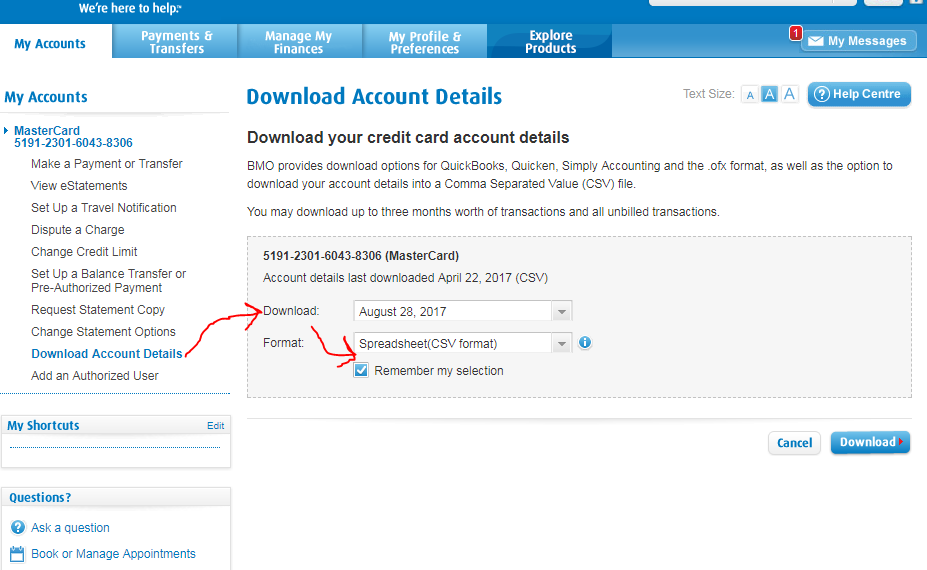 We're here to help.™
My Accounts
Payments &
Transfers
Manage My
Finances
My Profile &
Preferences
Explore
Products
1
My Messages
My Accounts
MasterCard
5191-2301-6043-8306
Make a Payment or Transfer
View eStatements
Set Up a Travel Notification
Dispute a Charge
Change Credit Limit
Set Up a Balance Transfer or
Pre-Authorized Payment
Request Statement Copy
Change Statement Options
Download Account Details
Add an Authorized User
My Shortcuts
Edit
Questions?
Ask a question
Book or Manage Appointments
Download Account Details
Text Size: A A A
Help Centre
Download your credit card account details
BMO provides download options for QuickBooks, Quicken, Simply Accounting and the .ofx format, as well as the option to
download your account details into a Comma Separated Value (CSV) file.
You may download up to three months worth of transactions and all unbilled transactions.
5191-2301-6043-8306 (MasterCard)
Account details last downloaded April 22, 2017 (CSV)
Download: August 28, 2017
Format: Spreadsheet(CSV format)
Remember my selection
Cancel
Download